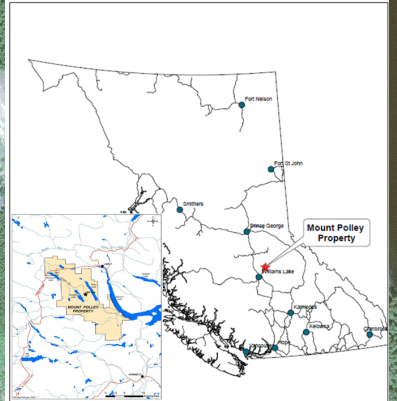 Fort Nelson
Fort St John
Smithers
Prince George
Mount Polley
Property
Williams Lake
MOUNT POLLEY
PROPERTY
Kamloops
Kelowna
Cranbrook
Hope